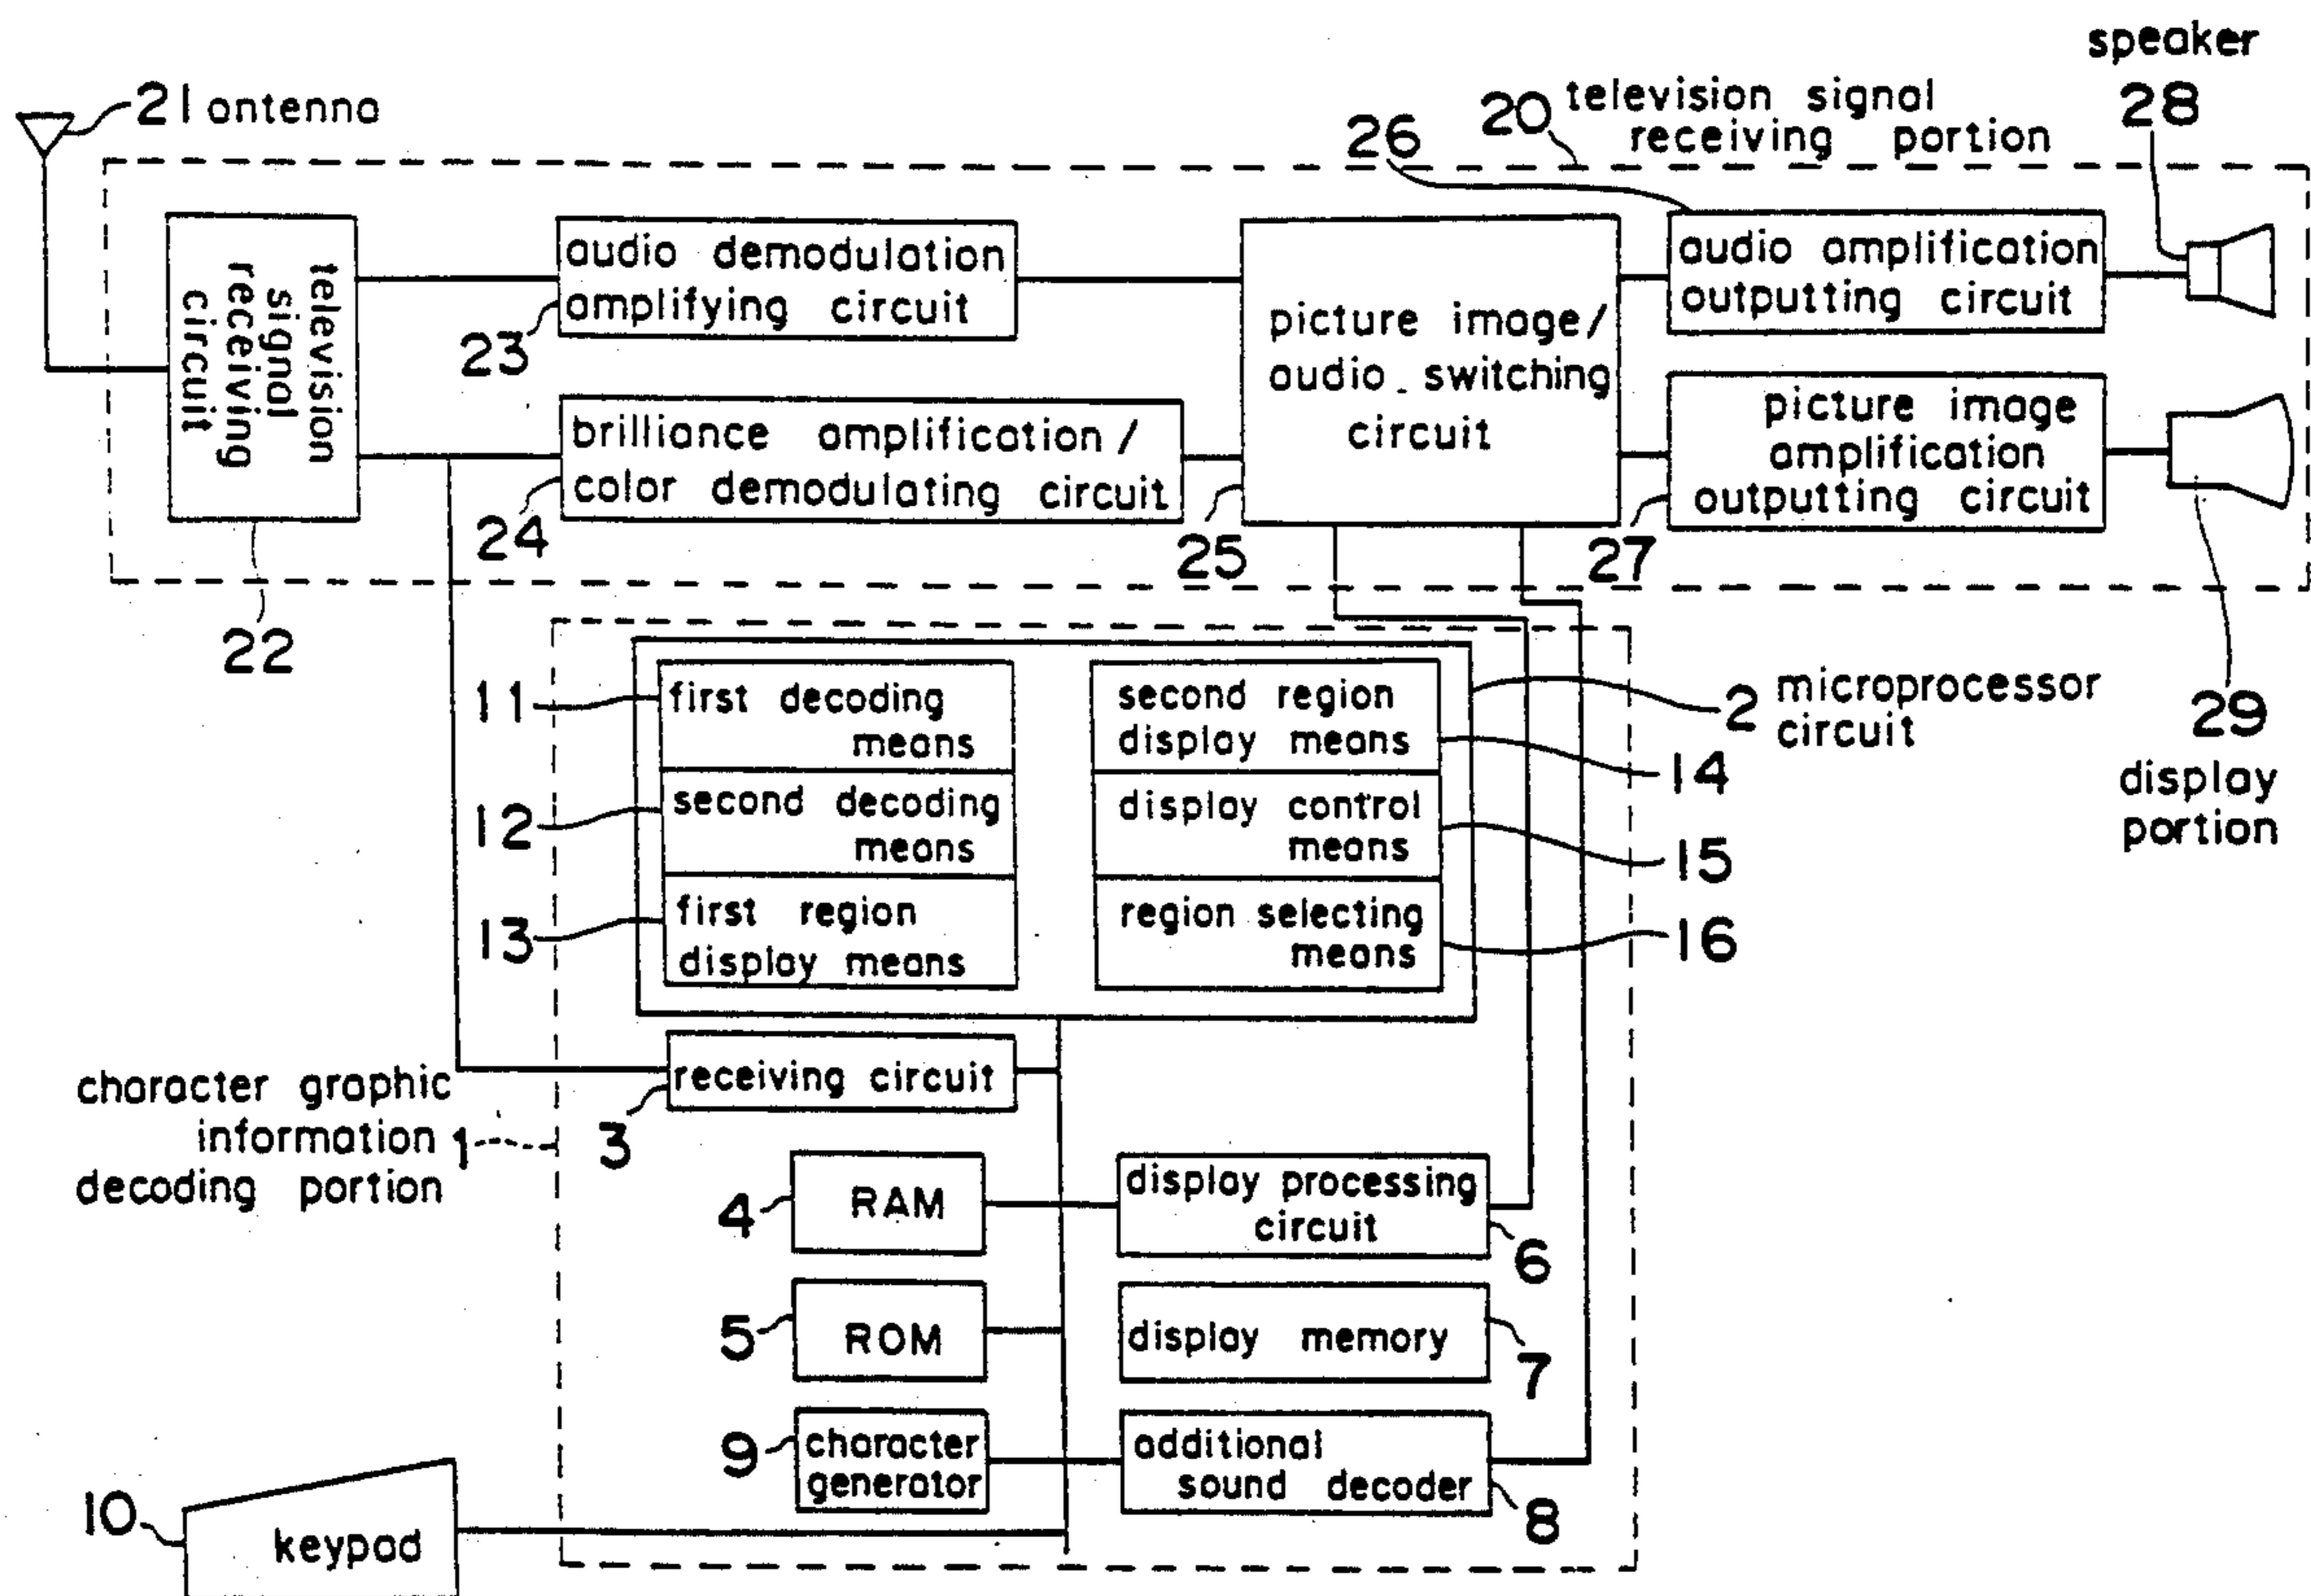 speaker
28
21 antenna
20 television signal
receiving portion
26
television
signal
receiving
circuit
22
audio demodulation
amplifying circuit
23
brilliance amplification /
color demodulating circuit
24
picture image /
audio switching
circuit
25
audio amplification
outputting circuit
picture image
amplification
outputting circuit
27
29
display
portion
11
first decoding
means
12
second decoding
means
13
first region
display means
second region
display means
14
display control
means
15
region selecting
means
16
2 microprocessor
circuit
character graphic
information 1
decoding portion
receiving circuit
3
4
RAM
display processing
circuit
6
5
ROM
display memory
7
9
character
generator
additional
sound decoder
8
10
keypad